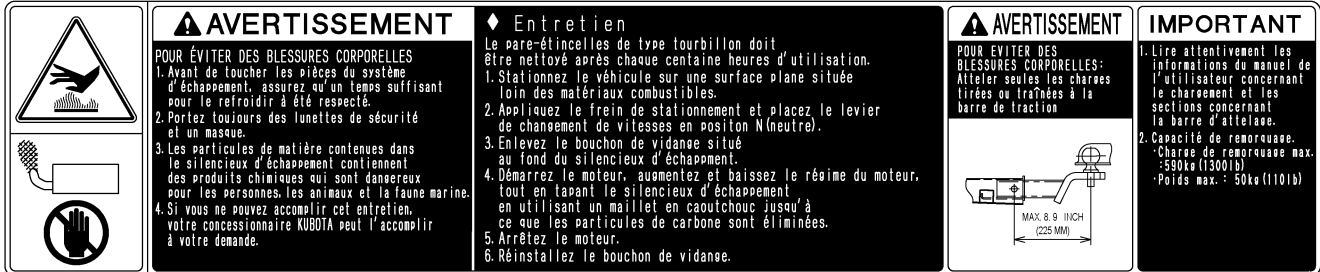 AVERTISSEMENT
POUR ÉVITER DES BLESSURES CORPORELLES
1. Avant de toucher les pièces du système
d'échappement, assurez qu'un temps suffisant
pour le refroidir à été respecté.
2. Portez toujours des lunettes de sécurité
et un masque.
3. Les particules de matière contenues dans
le silencieux d'échappement contiennent
des produits chimiques qui sont dangereux
pour les personnes, les animaux et la faune marine.
4. Si vous ne pouvez accomplir cet entretien,
votre concessionnaire KUBOTA peut l'accomplir
à votre demande.
♦ Entretien
Le pare-étincelles de type tourbillon doit
être nettoyé après chaque centaine heures d'utilisation.
1. Stationnez le véhicule sur une surface plane située
loin des matériaux combustibles.
2. Appliquez le frein de stationnement et placez le levier
de changement de vitesses en positon N(neutre).
3. Enlevez le bouchon de vidange situé
au fond du silencieux d'échappment.
4. Démarrez le moteur, augmentez et baissez le régime du moteur,
tout en tapant le silencieux d'échappement
en utilisant un maillet en caoutchouc jusqu'à
ce que les particules de carbone sont éliminées.
5. Arrêtez le moteur.
6. Réinstallez le bouchon de vidange.
AVERTISSEMENT
POUR EVITER DES
BLESSURES CORPORELLES:
Atteler seules les charges
tirées ou traînées à la
barre de traction
MAX. 8. 9 INCH
(225 MM)
IMPORTANT
1. Lire attentivement les
informations du manuel de
l'utilisateur concernant
le chargement et les
sections concernant
la barre d'attelage.
2. Capacité de remorquage.
·Charge de remorquage max.
:590kg(1300lb)
·Poids max. : 50kg(110lb)